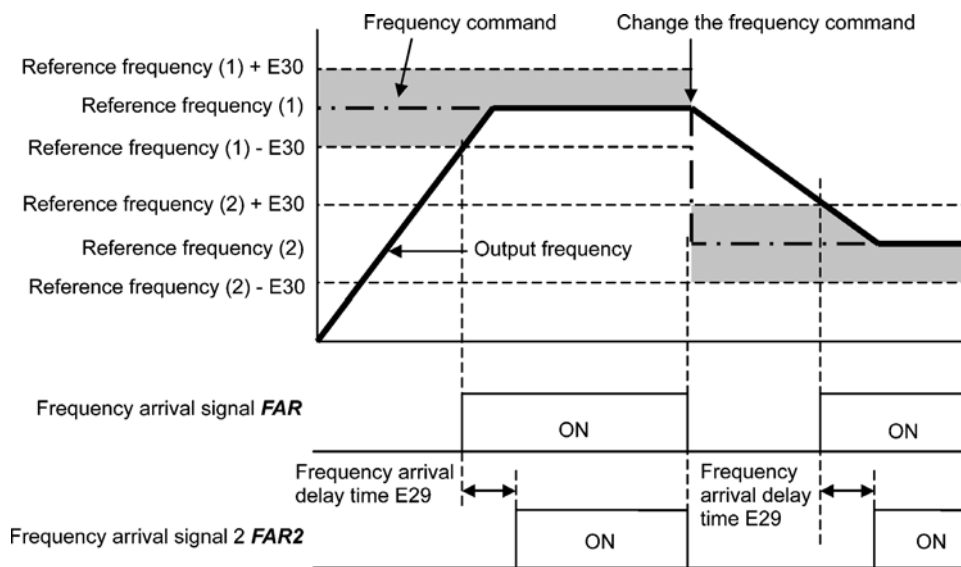 Frequency command
Change the frequency command
Reference frequency (1) + E30
Reference frequency (1)
Reference frequency (1) - E30
Reference frequency (2) + E30
Reference frequency (2)
Output frequency
Reference frequency (2) - E30
Frequency arrival signal FAR
ON
ON
Frequency arrival
delay time E29
Frequency
arrival delay
time E29
Frequency arrival signal 2 FAR2
ON
ON